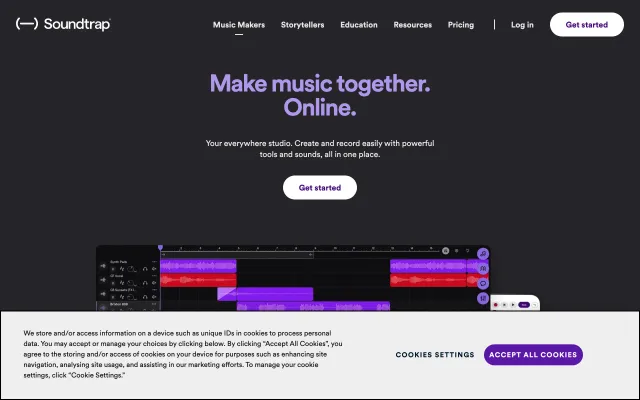 Soundtrap
Music Makers
Storytellers
Education
Resources
Pricing
Log in
Get started
Make music together.
Online.
Your everywhere studio. Create and record easily with powerful
tools and sounds, all in one place.
Get started
We store and/or access information on a device such as unique IDs in cookies to process personal
data. You may accept or manage your choices by clicking below. By clicking "Accept All Cookies", you
agree to the storing and/or access of cookies on your device for purposes such as enhancing site
navigation, analysing site usage, and assisting in our marketing efforts. To manage your cookie
settings, click "Cookie Settings."
COOKIES SETTINGS
ACCEPT ALL COOKIES